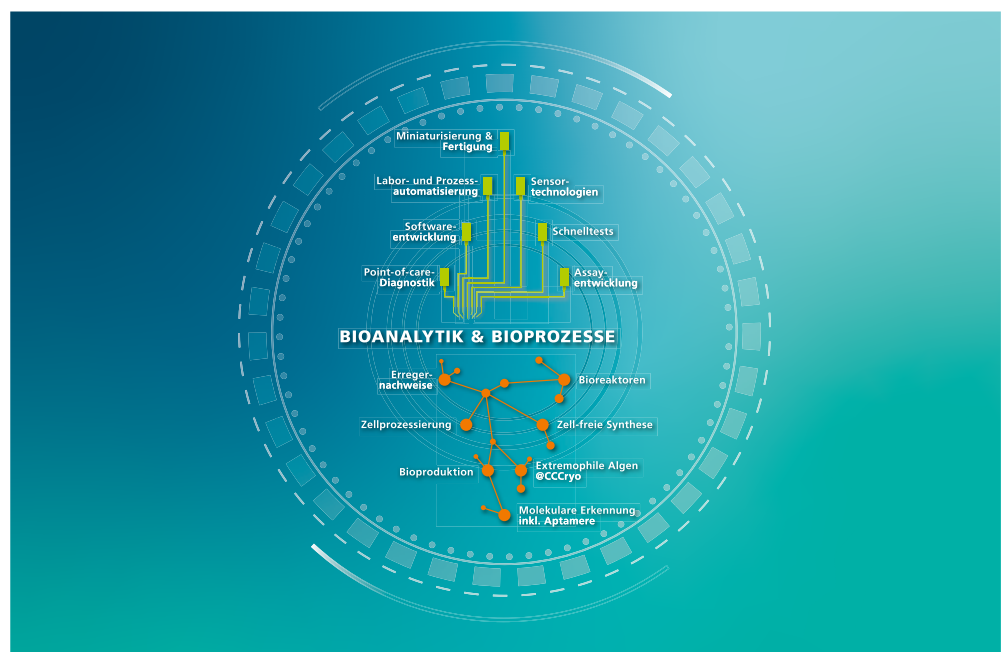 Miniaturisierung &
Fertigung
Labor- und Prozess-
automatisierung
Sensor-
technologien
Software-
entwicklung
Schnelltests
Point-of-care-
Diagnostik
Assay-
entwicklung
BIOANALYTIK & BIOPROZESSE
Erreger-
nachweise
Bioreaktoren
Zellprozessierung
Zell-freie Synthese
Bioproduktion
Extremophile Algen
@CCCryo
Molekulare Erkennung
inkl. Aptamere